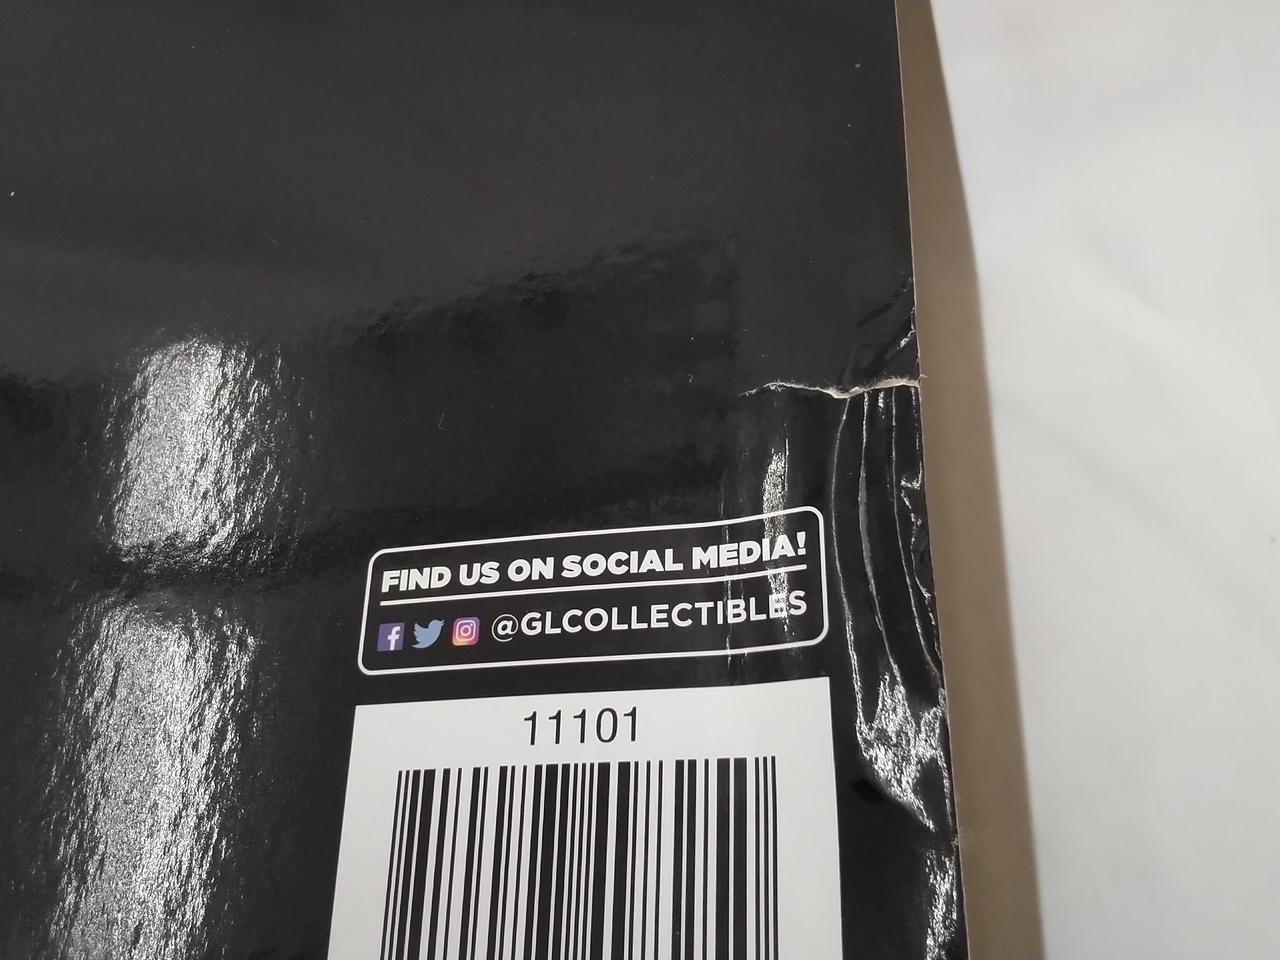 FIND US ON SOCIAL MEDIA!
@GLCOLLECTIBLES
11101